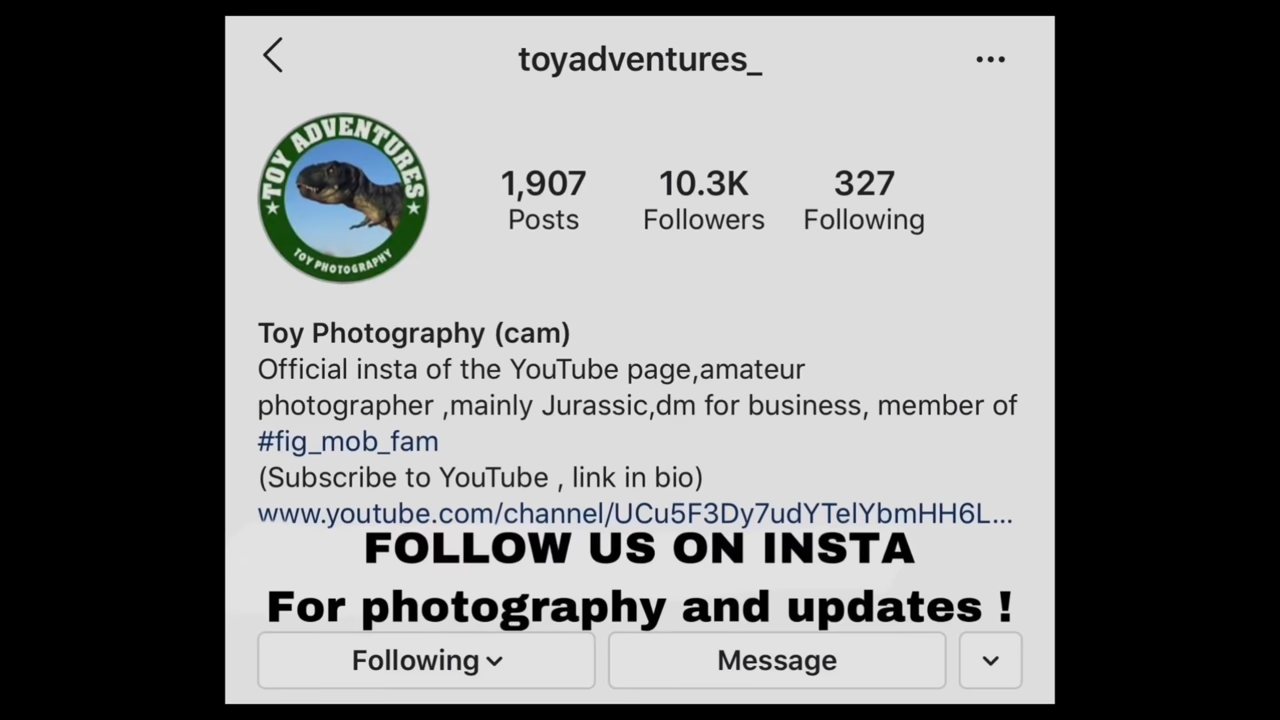 toyadventures_
TOY ADVENTURES
TOY PHOTOGRAPHY
1,907 10.3K 327
Posts Followers Following
Toy Photography (cam)
Official insta of the YouTube page,amateur
photographer ,mainly Jurassic,dm for business, member of
#fig_mob_fam
(Subscribe to YouTube , link in bio)
www.youtube.com/channel/UCu5F3Dy7udYTelYbmHH6L...
FOLLOW US ON INSTA
For photography and updates !
Following Message